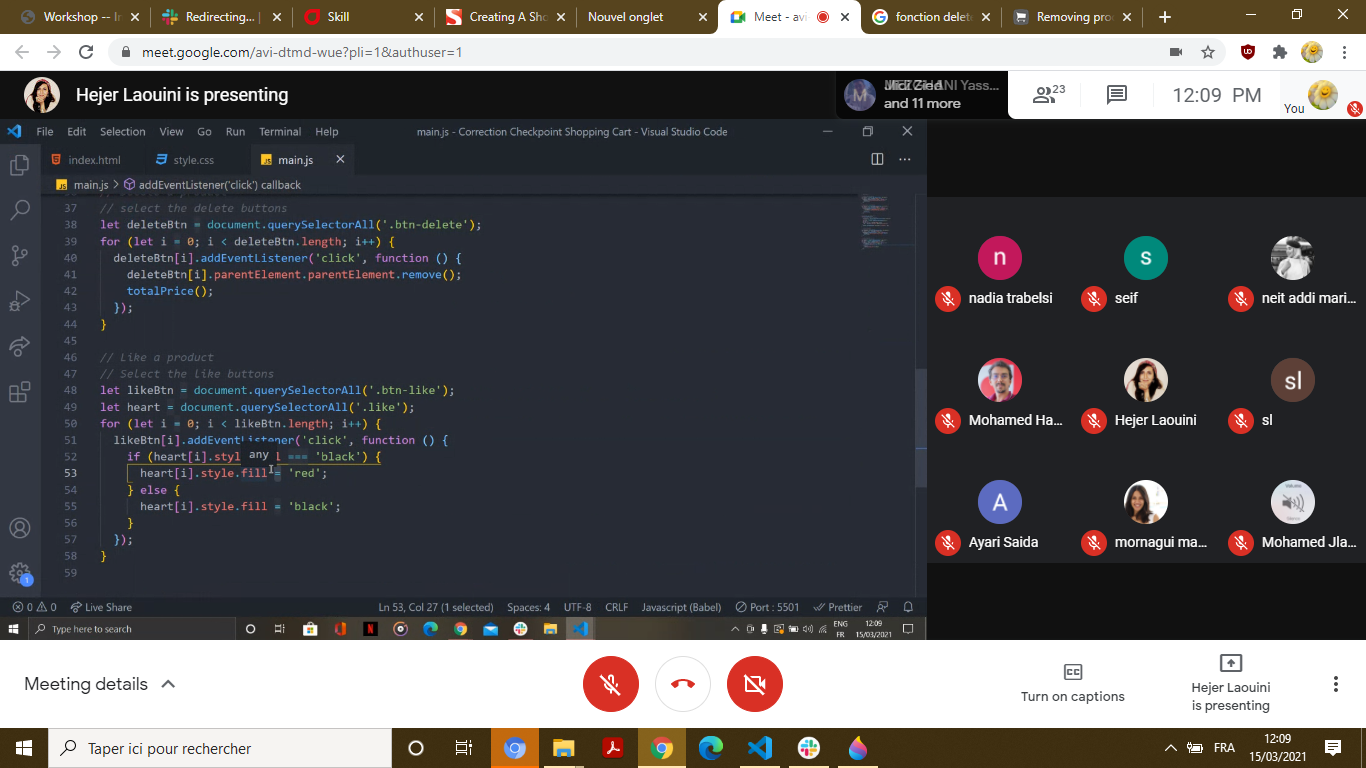 Workshop -- In
Redirecting... |
Skill
Creating A Sho
Nouvel onglet
Meet - avi-
fonction delete
Removing pro
meet.google.com/avi-dtmd-wue?pli=1&authuser=1
Hejer Laouini is presenting
and 11 more
23
12:09 PM
You
File Edit Selection View Go Run Terminal Help
main.js - Correction Checkpoint Shopping Cart - Visual Studio Code
index.html
style.css
main.js
main.js > addEventListener('click') callback
37 // select the delete buttons
38 let deleteBtn = document.querySelectorAll('.btn-delete');
39 for (let i = 0; i < deleteBtn.length; i++) {
40 deleteBtn[i].addEventListener('click', function () {
41 deleteBtn[i].parentElement.parentElement.remove();
42 totalPrice();
43 });
44 }
45
46 // Like a product
47 // Select the like buttons
48 let likeBtn = document.querySelectorAll('.btn-like');
49 let heart = document.querySelectorAll('.like');
50 for (let i = 0; i < likeBtn.length; i++) {
51 likeBtn[i].addEventListener('click', function () {
any
52 if (heart[i].styl l === 'black') {
53 heart[i].style.fill = 'red';
54 } else {
55 heart[i].style.fill = 'black';
56 }
57 });
58 }
59
0 0 Live Share
Ln 53, Col 27 (1 selected) Spaces: 4 UTF-8 CRLF Javascript (Babel) Port : 5501 Prettier
1
Type here to search
ENG
FR
12:09
15/03/2021
n
nadia trabelsi
s
seif
neit addi mari...
Mohamed Ha...
Hejer Laouini
sl
sl
A
Ayari Saida
mornagui ma...
Mohamed Jla...
Meeting details
Turn on captions
Hejer Laouini
is presenting
Taper ici pour rechercher
FRA
12:09
15/03/2021